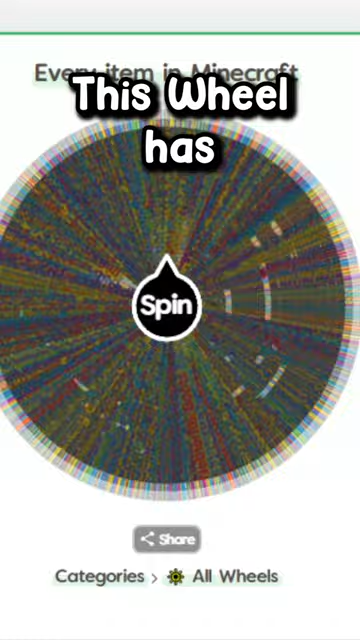 Every item in Minecraft
This Wheel
has
Spin
Share
Categories > All Wheels